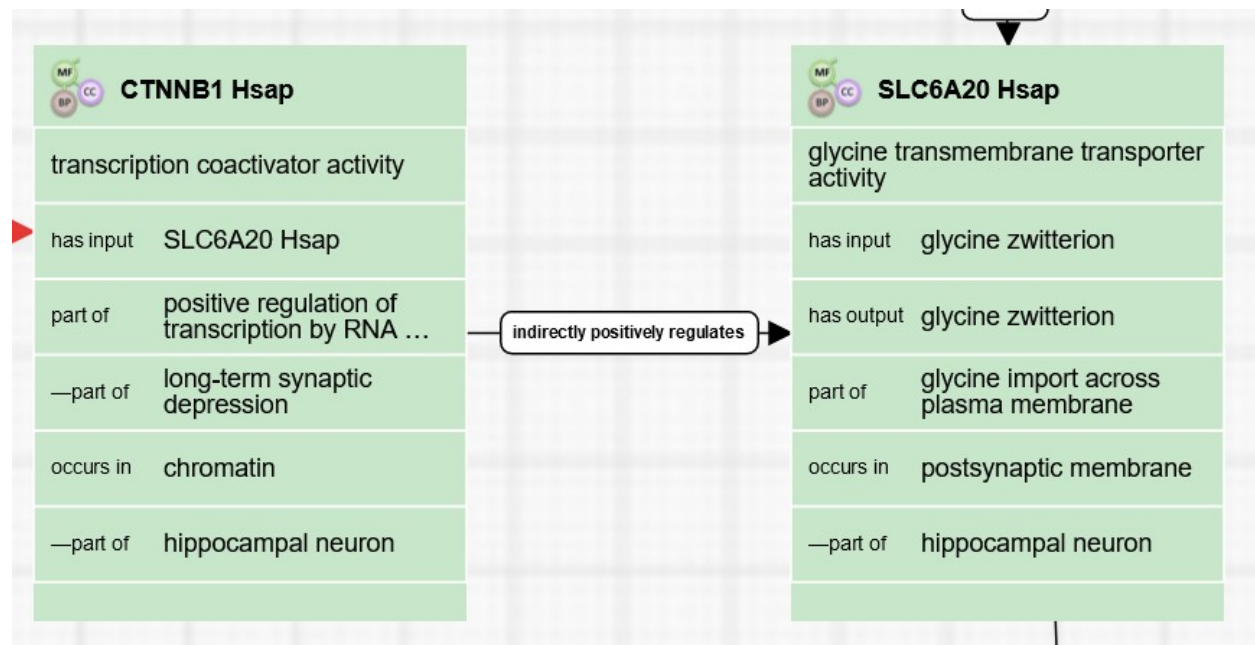 MF
CC
BP
CTNNB1 Hsap
transcription coactivator activity
has input SLC6A20 Hsap
part of positive regulation of
transcription by RNA …
—part of long-term synaptic
depression
occurs in chromatin
—part of hippocampal neuron
indirectly positively regulates
MF
CC
BP
SLC6A20 Hsap
glycine transmembrane transporter
activity
has input glycine zwitterion
has output glycine zwitterion
part of glycine import across
plasma membrane
occurs in postsynaptic membrane
—part of hippocampal neuron